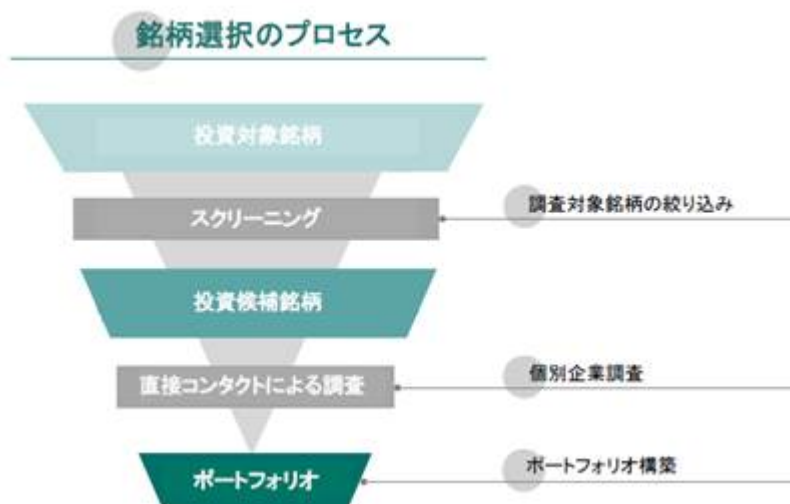 銘柄選択のプロセス
投資対象銘柄
スクリーニング
調査対象銘柄の絞り込み
投資候補銘柄
直接コンタクトによる調査
個別企業調査
ポートフォリオ
ポートフォリオ構築